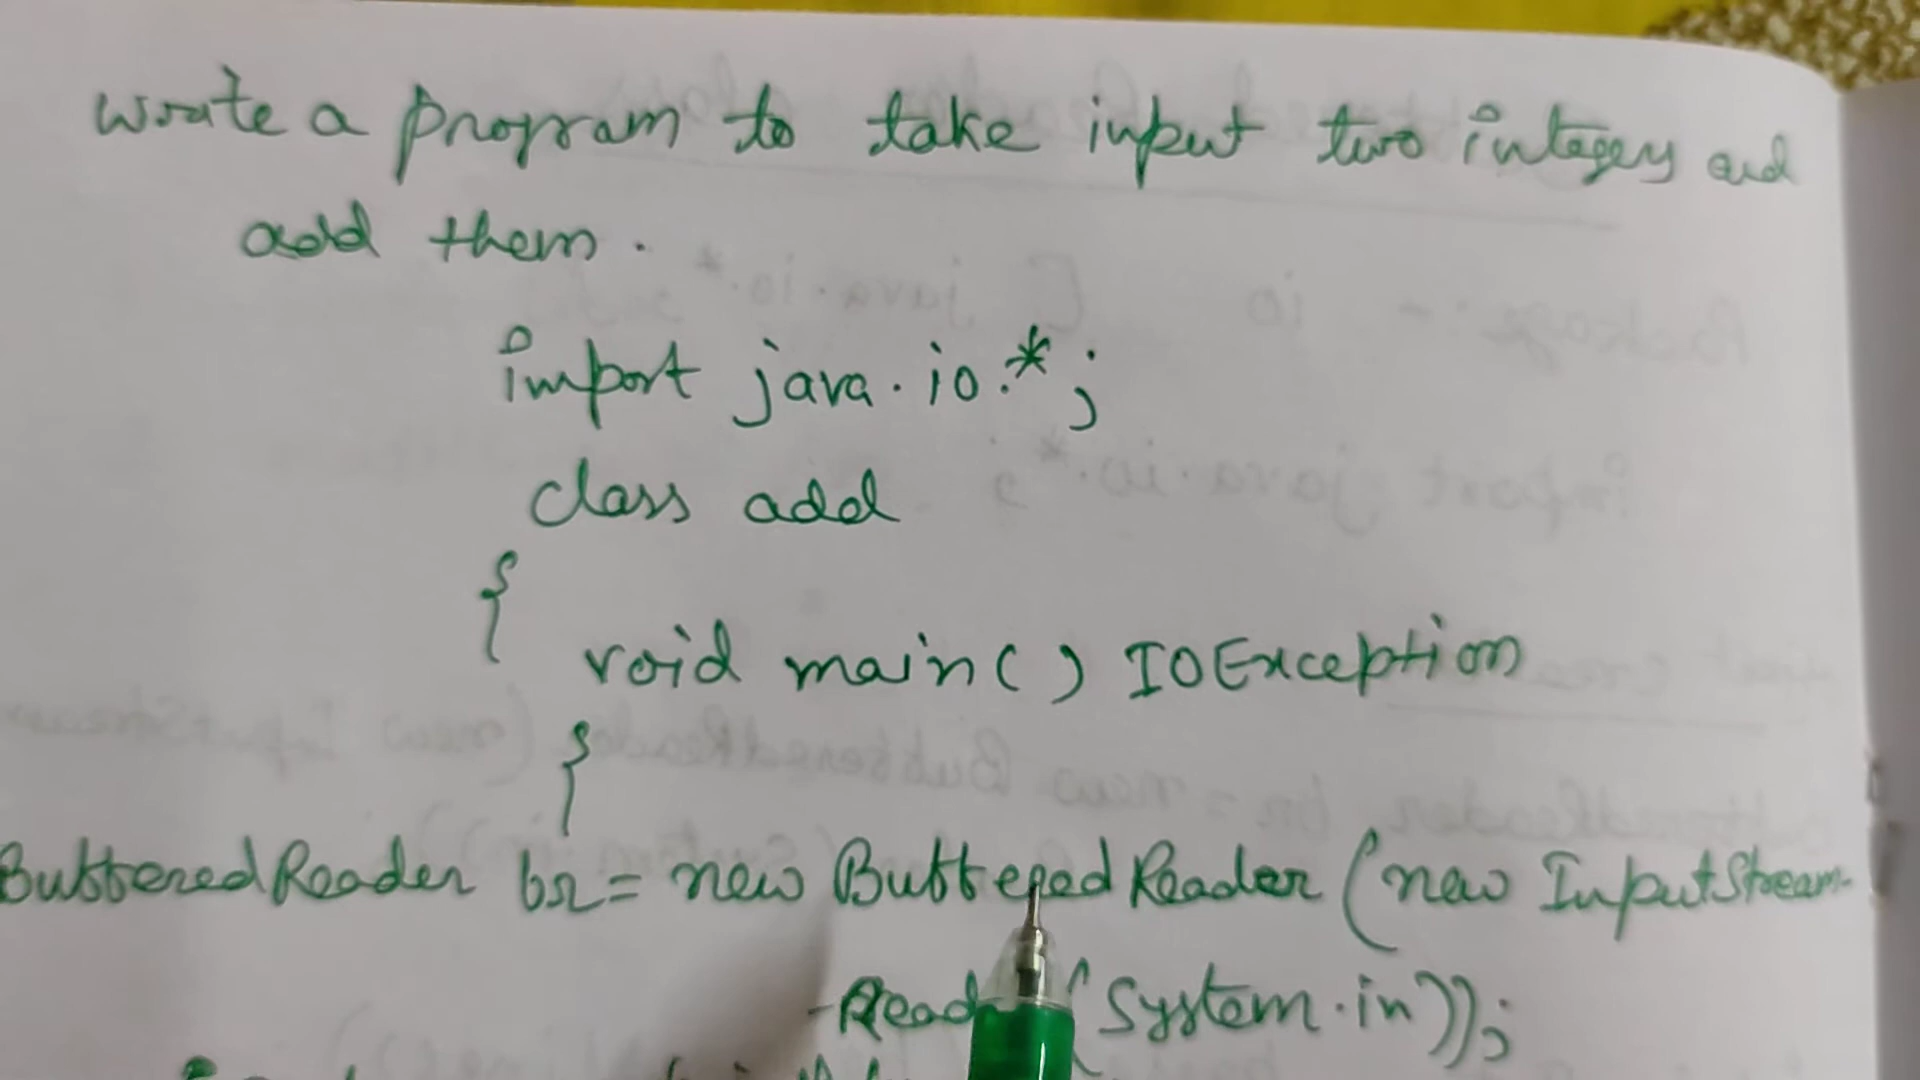 write a program to take input two integers and
add them.
import java.io.*;
class add
{
void main() IOException
{
BufferedReader br = new BufferedReader (new InputStream-
-Read (System.in));